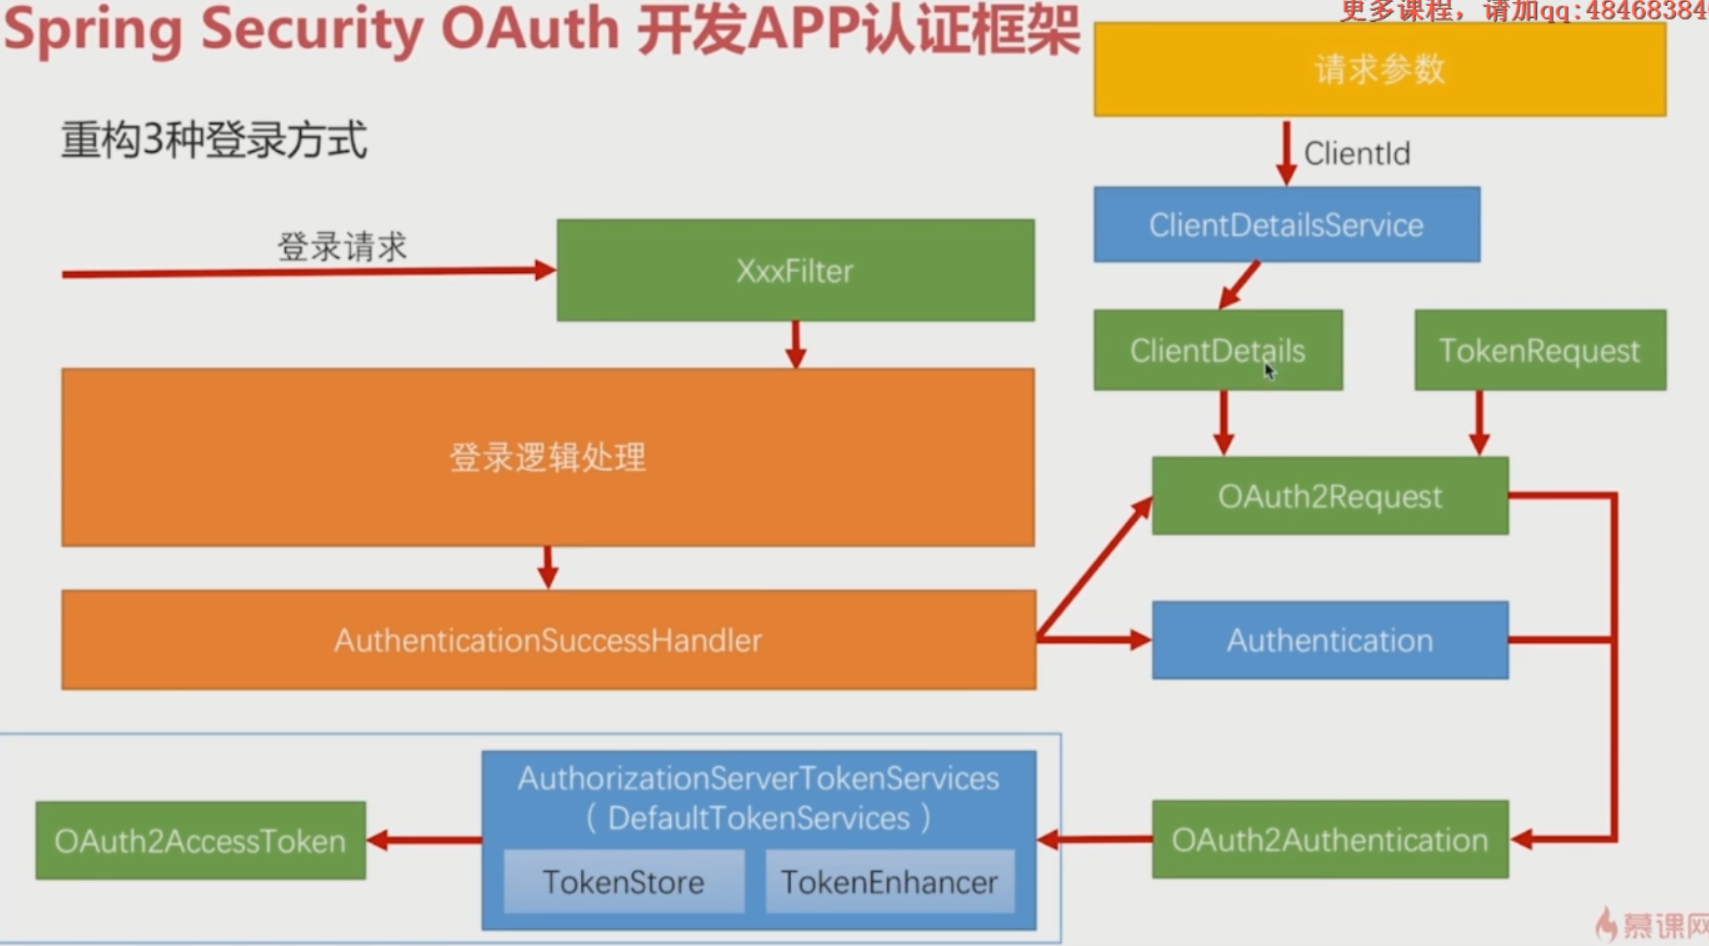 Spring Security OAuth 开发APP认证框架
更多课程，请加qq:48468384
请求参数
重构3种登录方式
ClientId
ClientDetailsService
登录请求
XxxFilter
ClientDetails
TokenRequest
登录逻辑处理
OAuth2Request
AuthenticationSuccessHandler
Authentication
AuthorizationServerTokenServices
（ DefaultTokenServices ）
OAuth2AccessToken
OAuth2Authentication
TokenStore
TokenEnhancer
慕课网